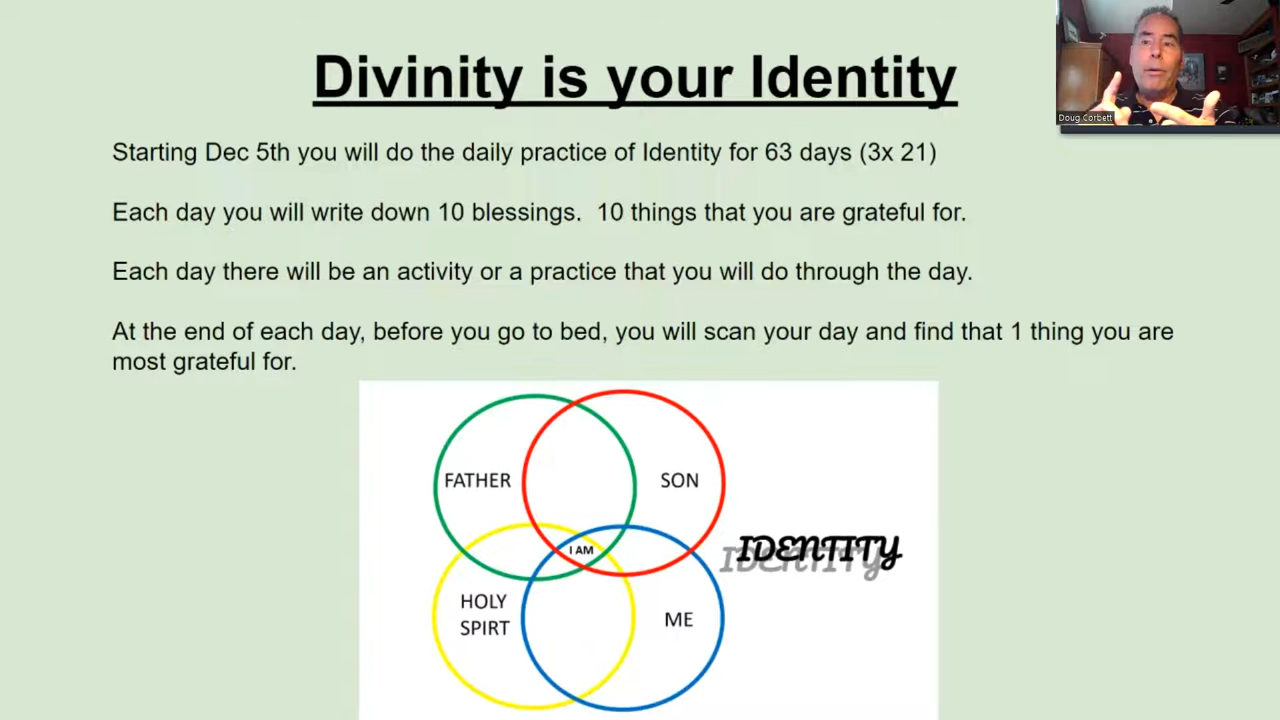 Divinity is your Identity
Doug Corbett
Starting Dec 5th you will do the daily practice of Identity for 63 days (3x 21)
Each day you will write down 10 blessings.  10 things that you are grateful for.
Each day there will be an activity or a practice that you will do through the day.
At the end of each day, before you go to bed, you will scan your day and find that 1 thing you are
most grateful for.
FATHER
SON
I AM
IDENTITY
HOLY
SPIRT
ME